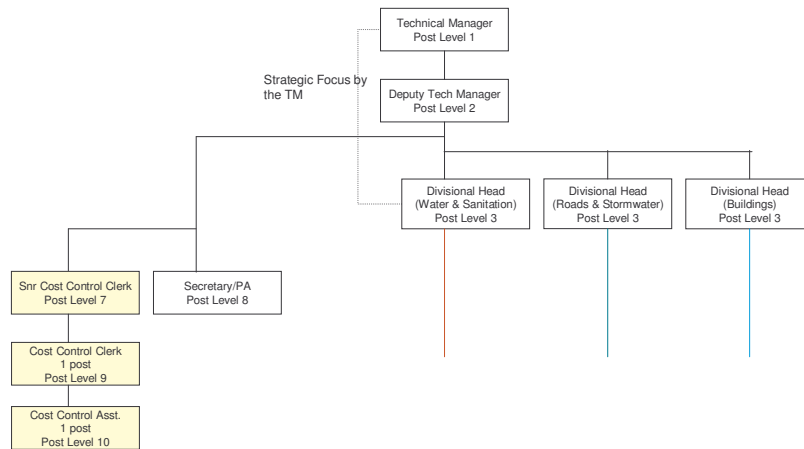 Technical Manager
Post Level 1
Strategic Focus by
the TM
Deputy Tech Manager
Post Level 2
Divisional Head
(Water & Sanitation)
Post Level 3
Divisional Head
(Roads & Stormwater)
Post Level 3
Divisional Head
(Buildings)
Post Level 3
Snr Cost Control Clerk
Post Level 7
Secretary/PA
Post Level 8
Cost Control Clerk
1 post
Post Level 9
Cost Control Asst.
1 post
Post Level 10